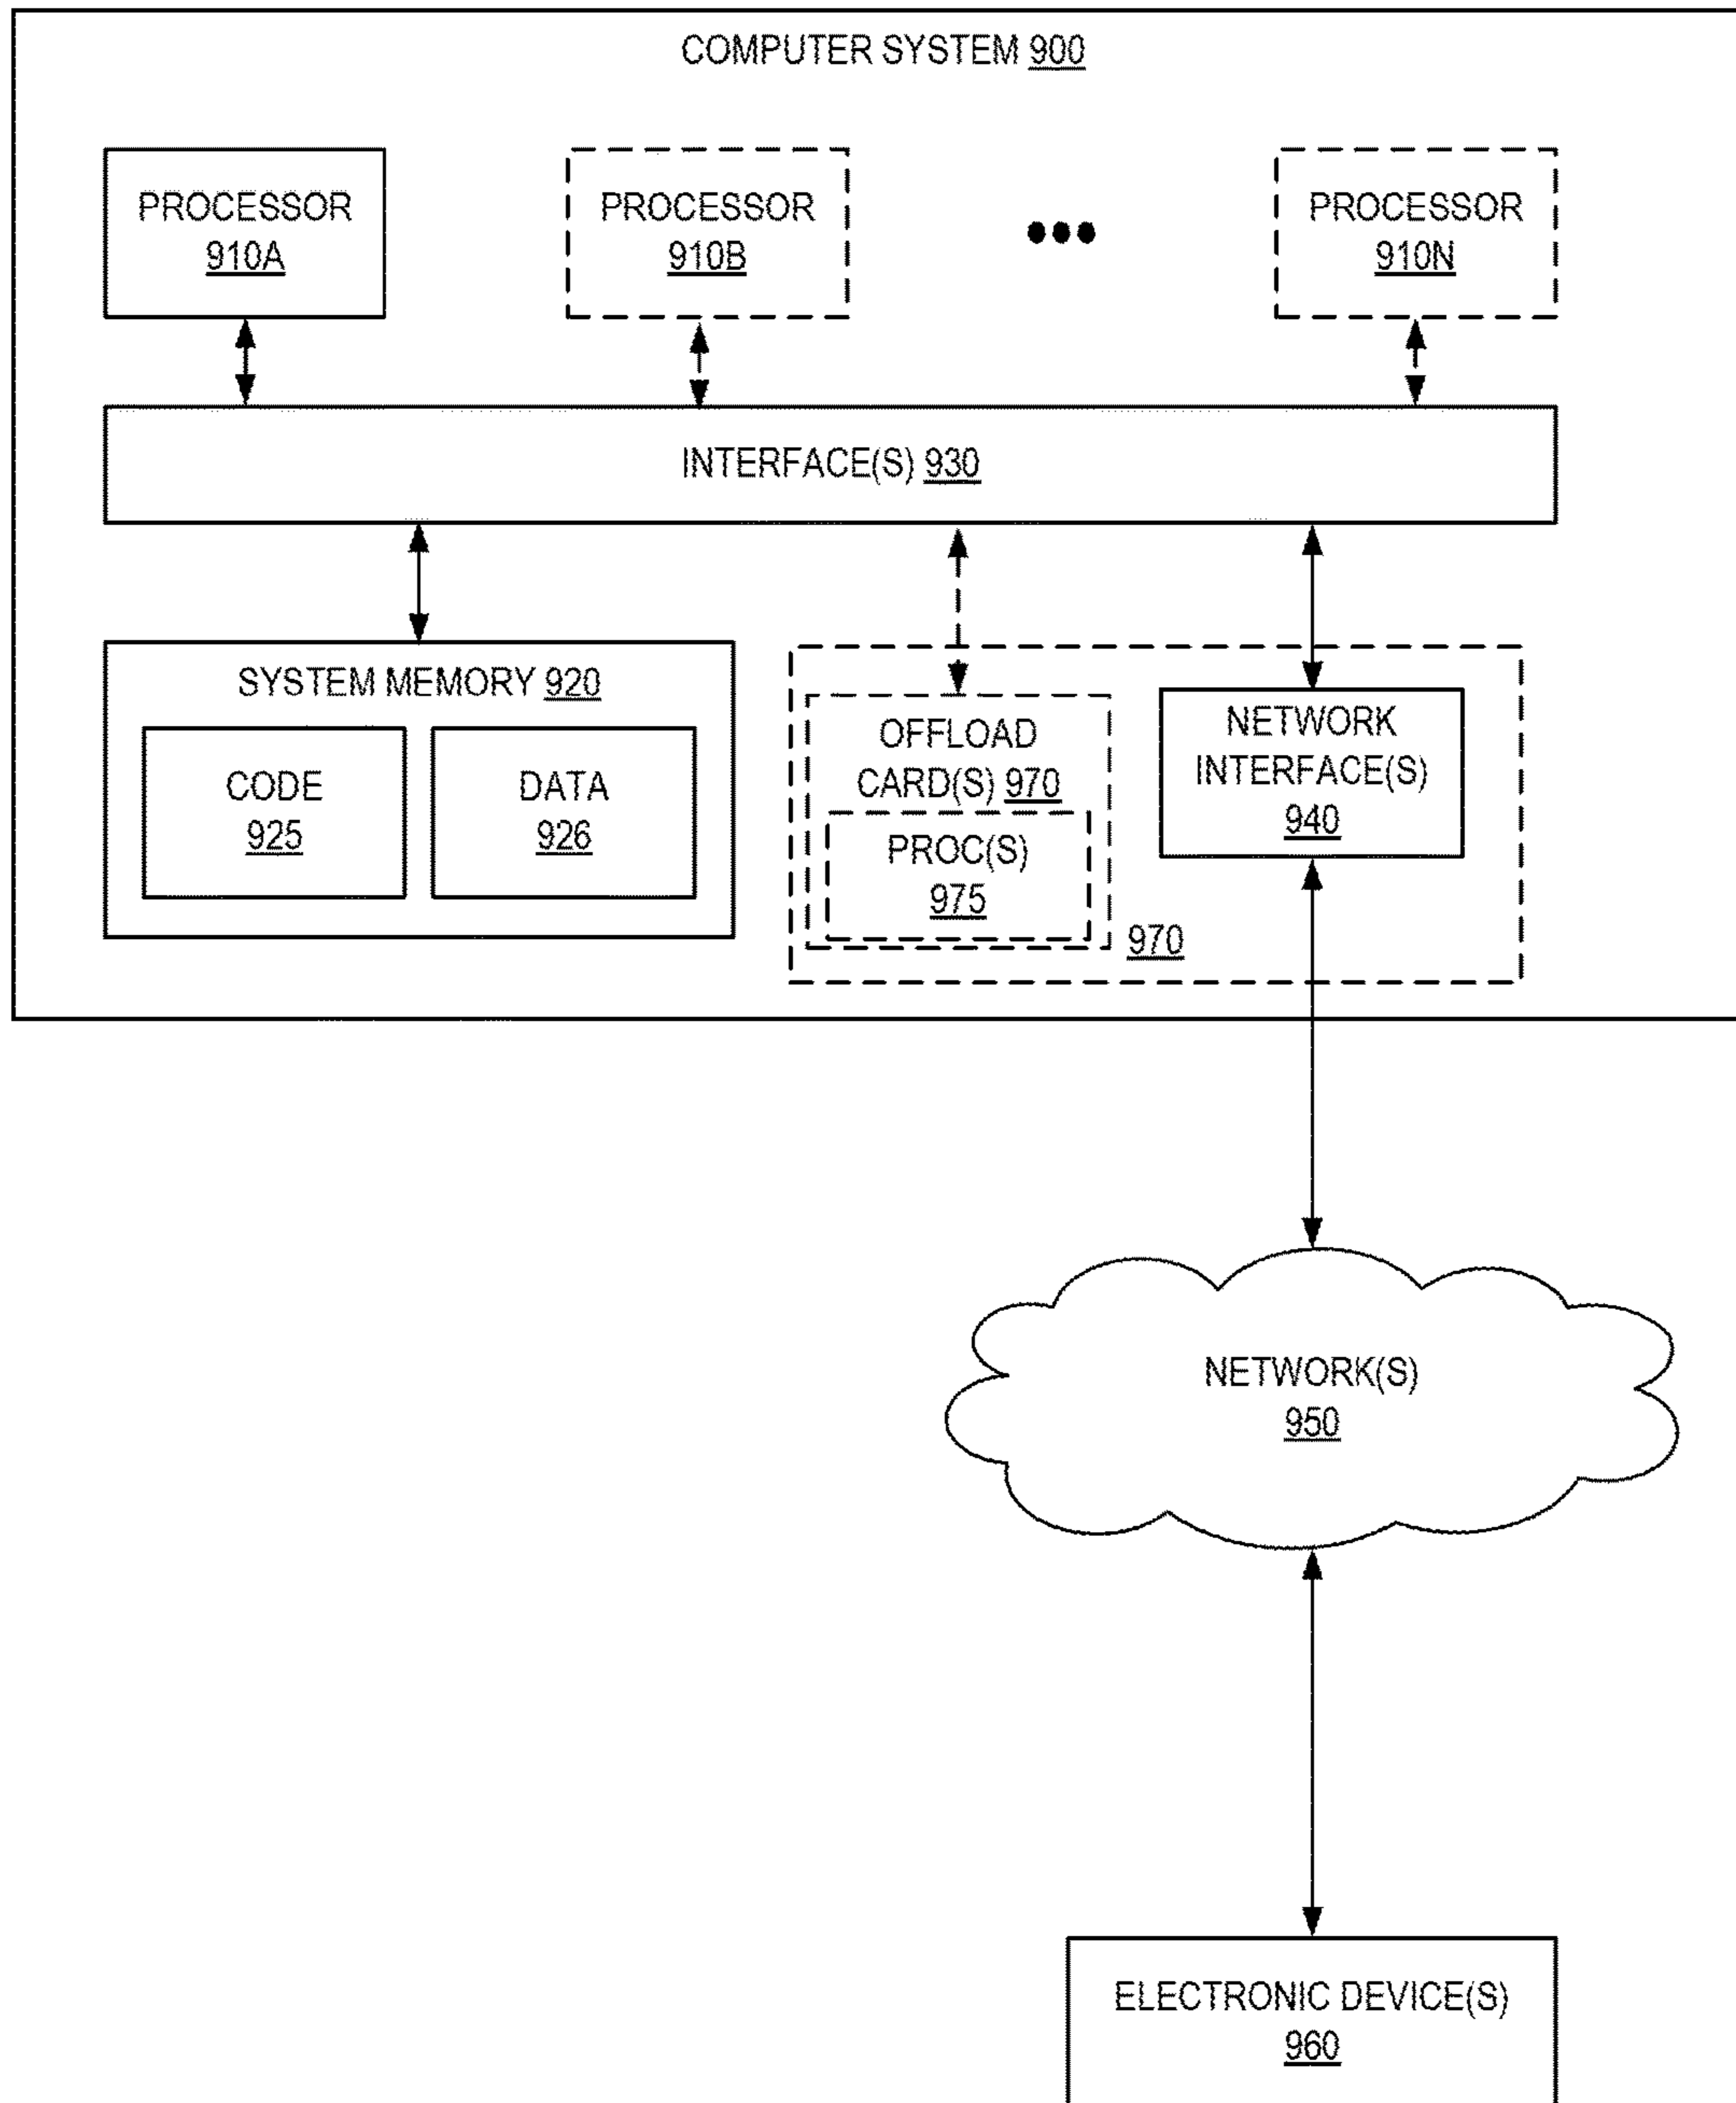 COMPUTER SYSTEM 900
PROCESSOR
910A
PROCESSOR
910B
PROCESSOR
910N
INTERFACE(S) 930
SYSTEM MEMORY 920
CODE
925
DATA
926
OFFLOAD
CARD(S) 970
PROC(S)
975
970
NETWORK
INTERFACE(S)
940
NETWORK(S)
950
ELECTRONIC DEVICE(S)
960